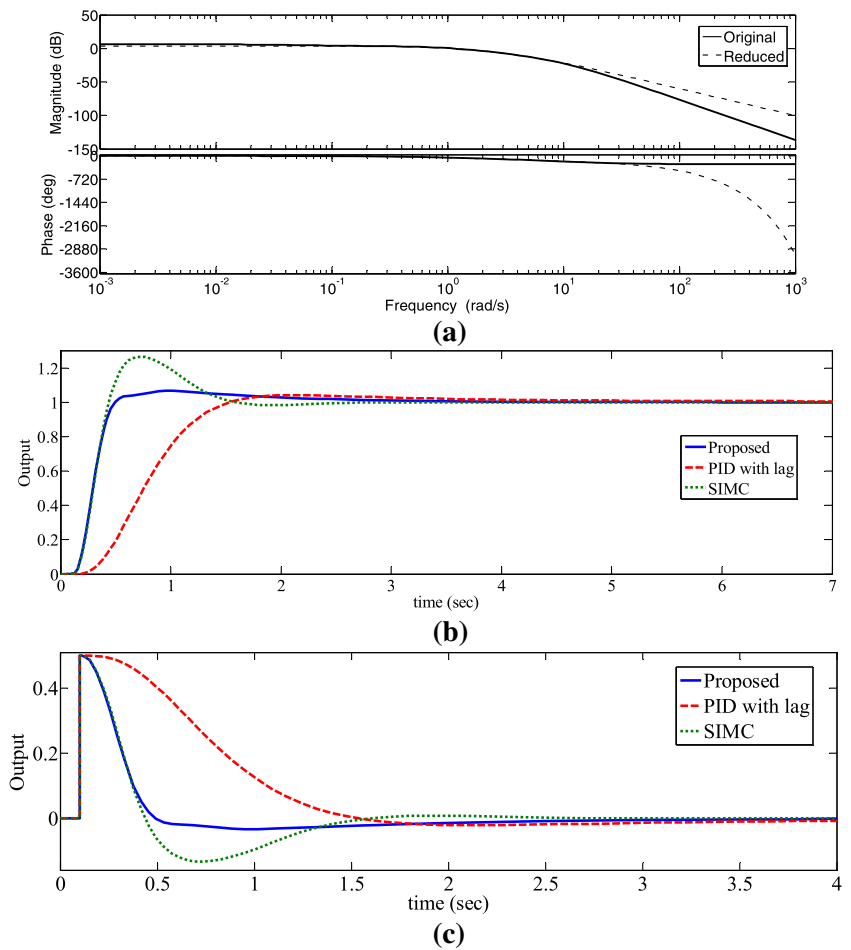 50
0
-50
-100
-150
Magnitude (dB)
Original
Reduced
0
-720
-1440
-2160
-2880
-3600
Phase (deg)
10^-3
10^-2
10^-1
10^0
10^1
10^2
10^3
Frequency (rad/s)
(a)
1.2
1
0.8
0.6
0.4
0.2
0
Output
Proposed
PID with lag
SIMC
0 1 2 3 4 5 6 7
time (sec)
(b)
0.4
0.2
0
Output
Proposed
PID with lag
SIMC
0 0.5 1 1.5 2 2.5 3 3.5 4
time (sec)
(c)